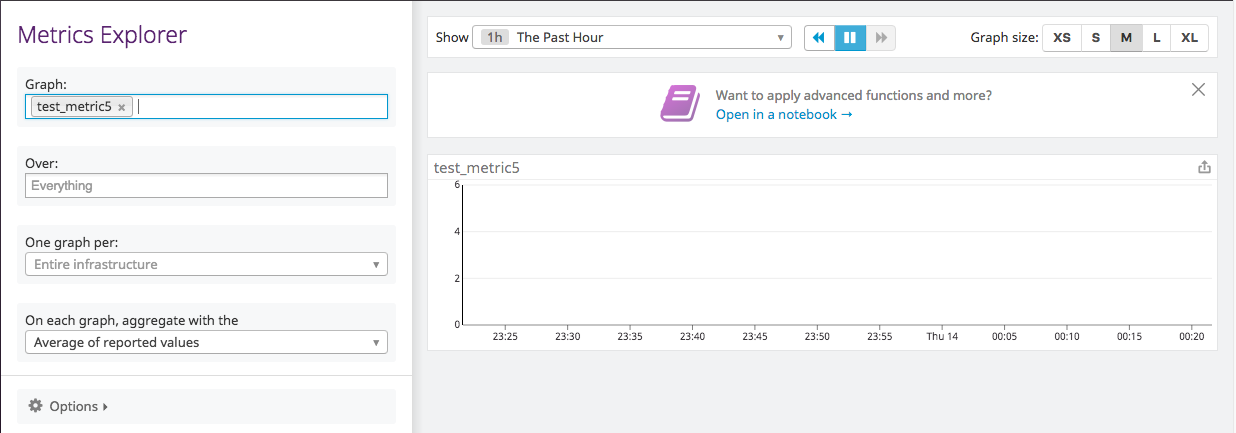 Metrics Explorer
Graph:
test_metric5 ×
Over:
Everything
One graph per:
Entire infrastructure
On each graph, aggregate with the
Average of reported values
Options
Show 1h The Past Hour
Graph size: XS S M L XL
Want to apply advanced functions and more?
Open in a notebook →
test_metric5
6
4
2
0
23:25 23:30 23:35 23:40 23:45 23:50 23:55 Thu 14 00:05 00:10 00:15 00:20